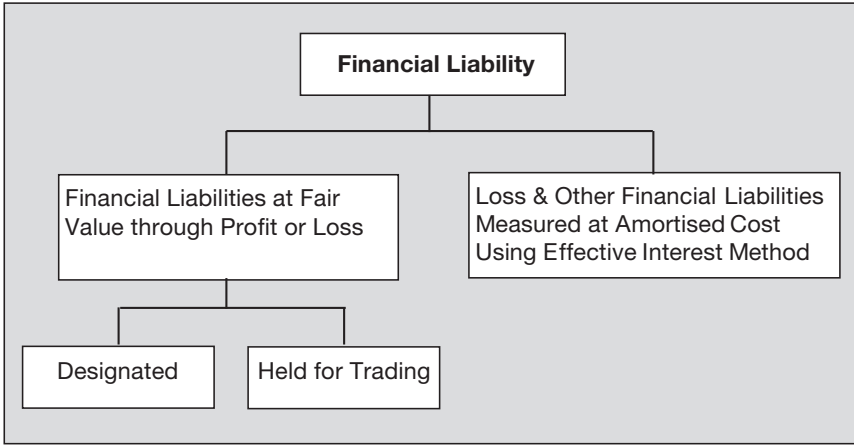 Financial Liability
Financial Liabilities at Fair
Value through Profit or Loss
Loss & Other Financial Liabilities
Measured at Amortised Cost
Using Effective Interest Method
Designated
Held for Trading